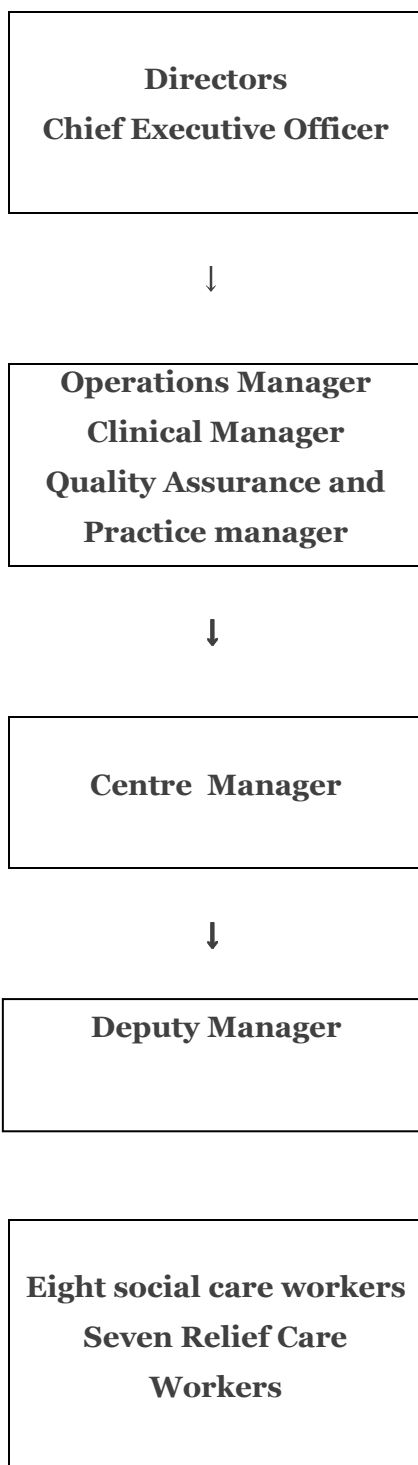 Directors
Chief Executive Officer
↓
Operations Manager
Clinical Manager
Quality Assurance and
Practice manager
↓
Centre  Manager
↓
Deputy Manager
Eight social care workers
Seven Relief Care
Workers